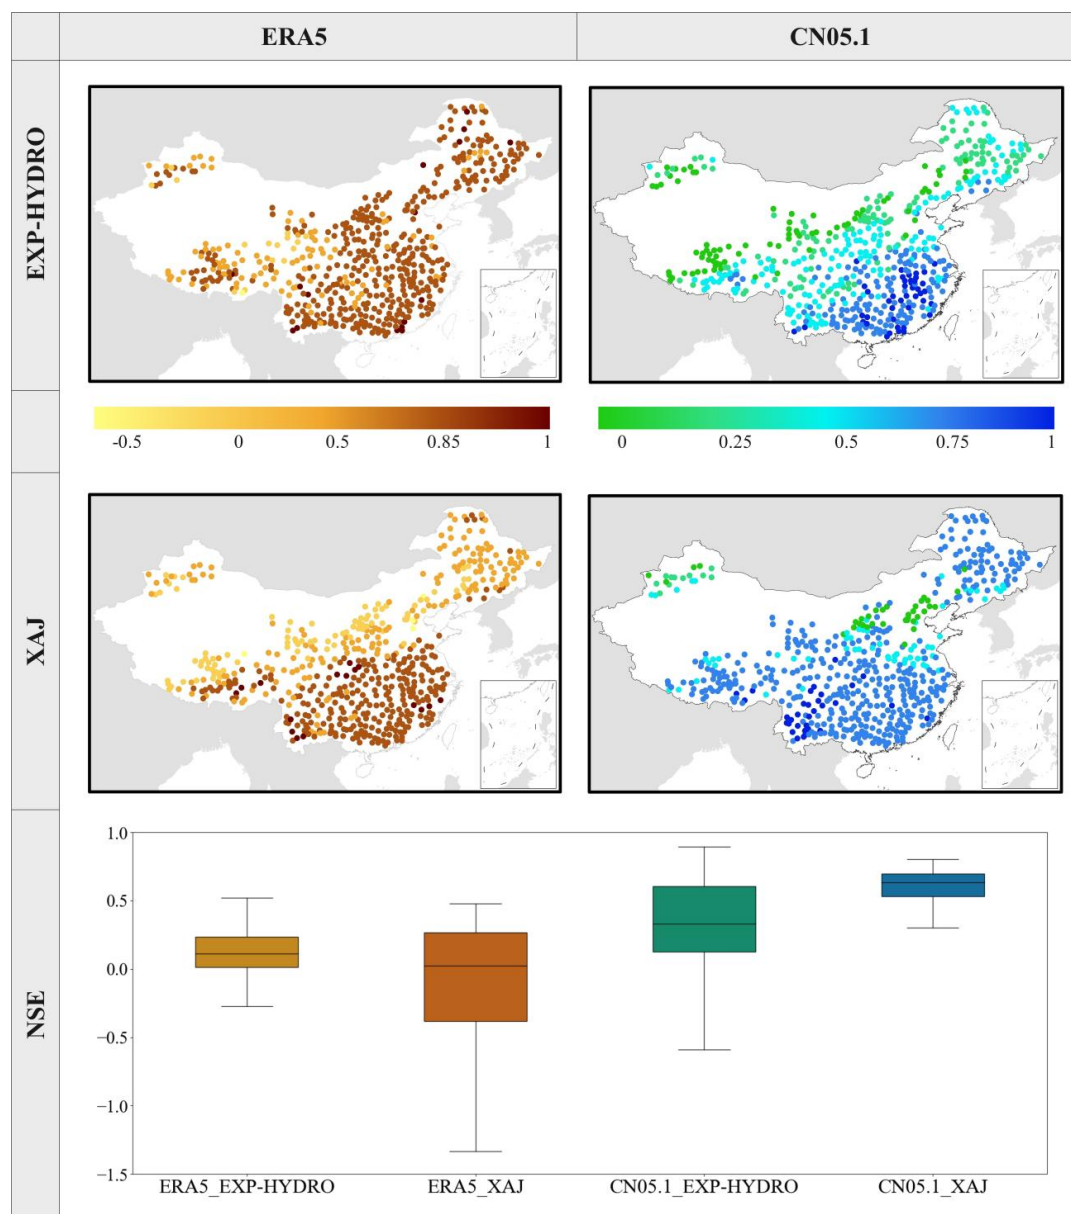 ERA5 CN05.1
EXP-HYDRO
-0.5 0 0.5 0.85 1
0 0.25 0.5 0.75 1
XAJ
NSE
1.0
0.5
0.0
−0.5
−1.0
−1.5
ERA5_EXP-HYDRO ERA5_XAJ CN05.1_EXP-HYDRO CN05.1_XAJ